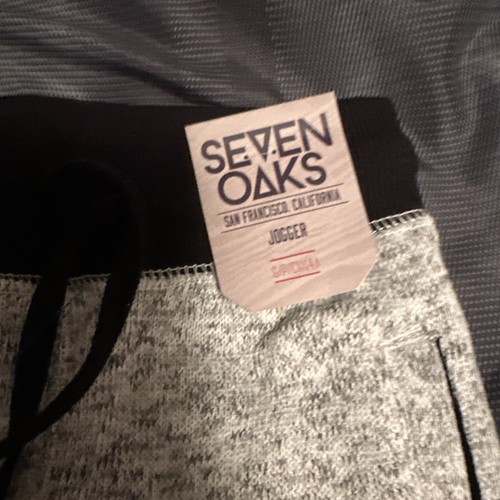 SEVEN
OAKS
SAN FRANCISCO, CALIFORNIA
JOGGER